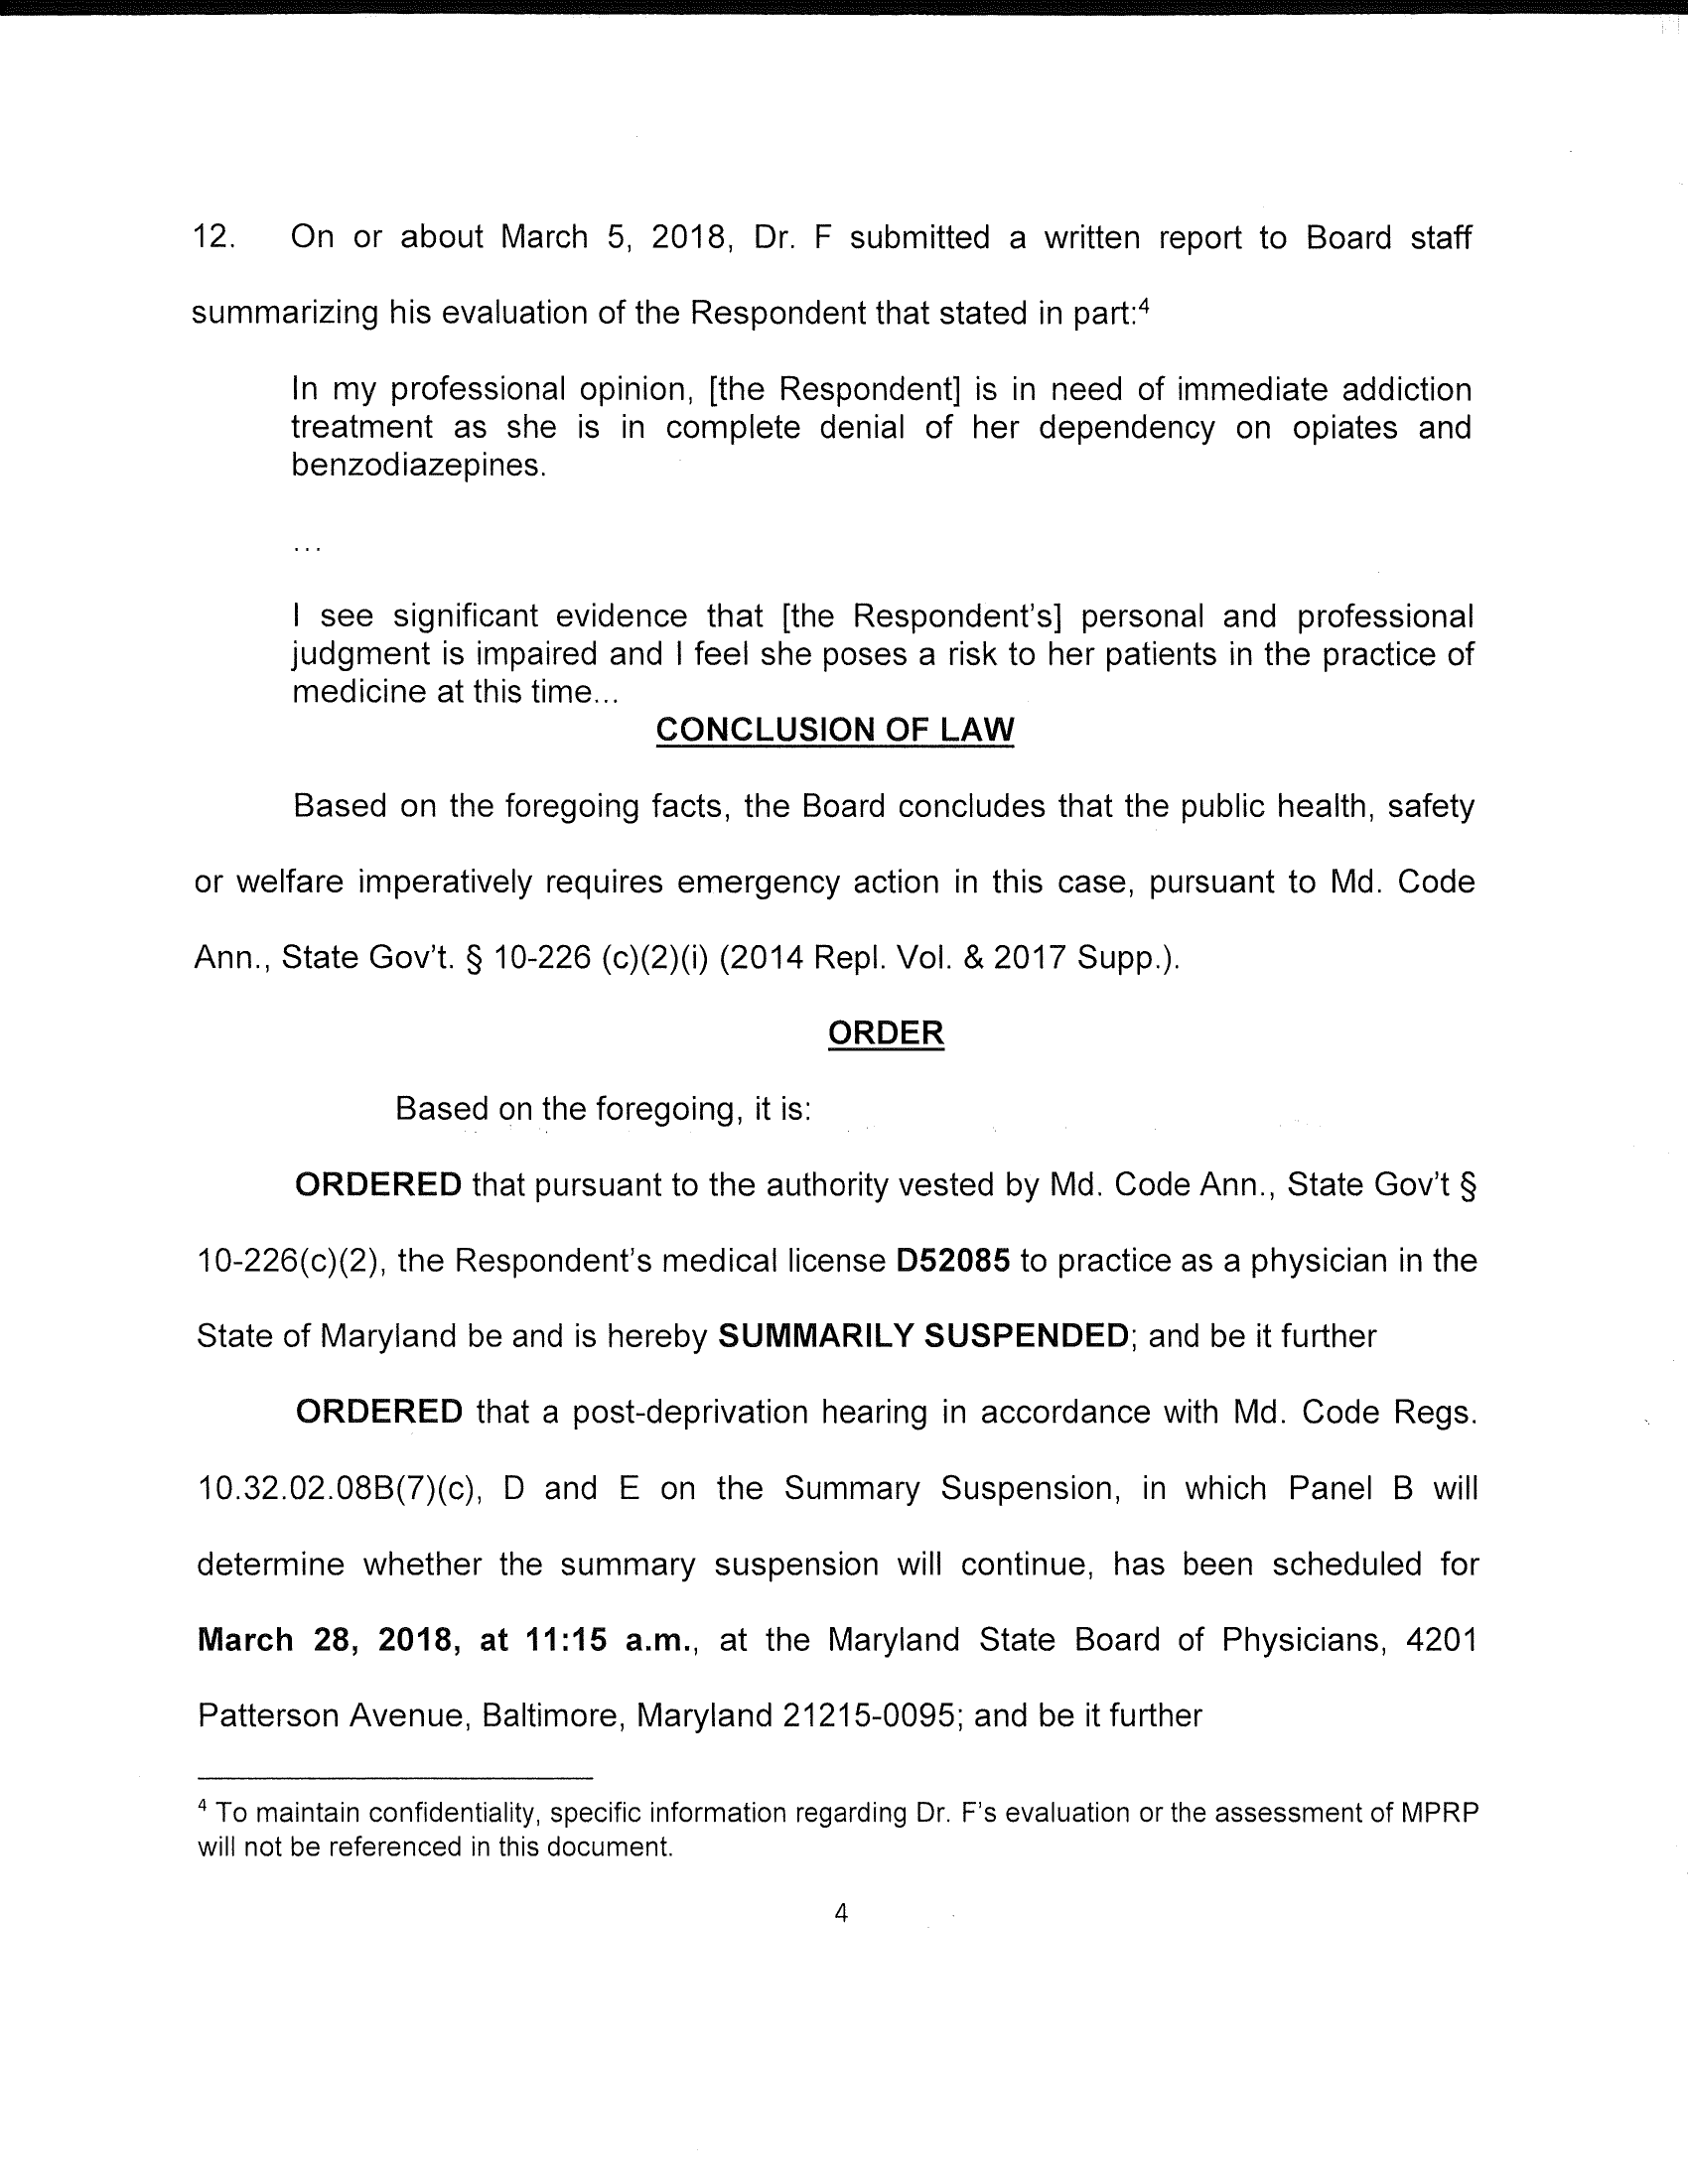 12. On or about March 5, 2018, Dr. F submitted a written report to Board staff
summarizing his evaluation of the Respondent that stated in part:⁴
In my professional opinion, [the Respondent] is in need of immediate addiction
treatment as she is in complete denial of her dependency on opiates and
benzodiazepines.
...
I see significant evidence that [the Respondent's] personal and professional
judgment is impaired and I feel she poses a risk to her patients in the practice of
medicine at this time...
CONCLUSION OF LAW
Based on the foregoing facts, the Board concludes that the public health, safety
or welfare imperatively requires emergency action in this case, pursuant to Md. Code
Ann., State Gov't. § 10-226 (c)(2)(i) (2014 Repl. Vol. & 2017 Supp.).
ORDER
Based on the foregoing, it is:
ORDERED that pursuant to the authority vested by Md. Code Ann., State Gov't §
10-226(c)(2), the Respondent's medical license D52085 to practice as a physician in the
State of Maryland be and is hereby SUMMARILY SUSPENDED; and be it further
ORDERED that a post-deprivation hearing in accordance with Md. Code Regs.
10.32.02.08B(7)(c), D and E on the Summary Suspension, in which Panel B will
determine whether the summary suspension will continue, has been scheduled for
March 28, 2018, at 11:15 a.m., at the Maryland State Board of Physicians, 4201
Patterson Avenue, Baltimore, Maryland 21215-0095; and be it further
⁴ To maintain confidentiality, specific information regarding Dr. F's evaluation or the assessment of MPRP
will not be referenced in this document.
4